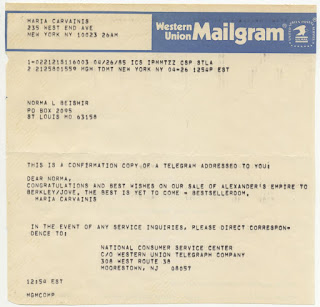 MARIA CARVAINIS
235 WEST END AVE
NEW YORK NY 10023 26AM
Western Union Mailgram
1-0221218116003 04/26/85 ICS IPMMTZZ CSP STLA
2 2125801559 MGM TDMT NEW YORK NY 04-26 1254P EST
NORMA L BEISHIR
PO BOX 2095
ST LOUIS MO 63158
THIS IS A CONFIRMATION COPY OF A TELEGRAM ADDRESSED TO YOU:
DEAR NORMA,
CONGRATULATIONS AND BEST WISHES ON OUR SALE OF ALEXANDER'S EMPIRE TO
BERKLEY/JOVE. THE BEST IS YET TO COME - BESTSELLERDOM.
MARIA CARVAINIS
IN THE EVENT OF ANY SERVICE INQUIRIES, PLEASE DIRECT CORRESPON-
DENCE TO:
NATIONAL CONSUMER SERVICE CENTER
C/O WESTERN UNION TELEGRAPH COMPANY
308 WEST ROUTE 38
MOORESTOWN, NJ 08057
12:54 EST
MGMCOMP